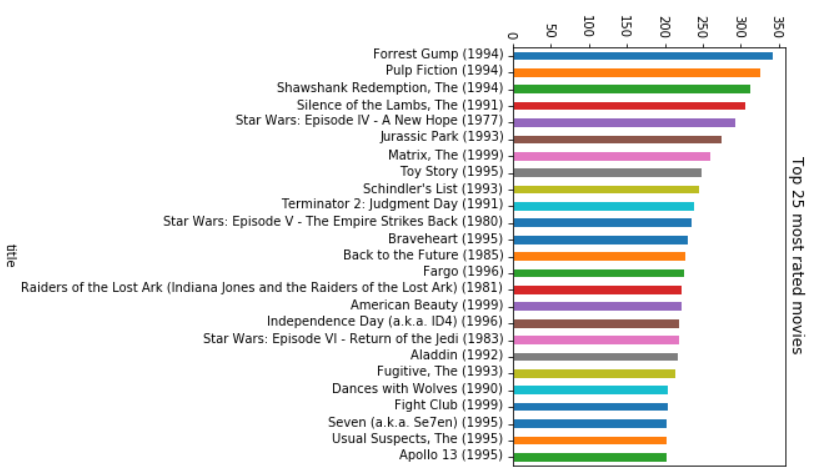 0
50
100
150
200
250
300
350
Forrest Gump (1994)
Pulp Fiction (1994)
Shawshank Redemption, The (1994)
Silence of the Lambs, The (1991)
Star Wars: Episode IV - A New Hope (1977)
Jurassic Park (1993)
Matrix, The (1999)
Toy Story (1995)
Schindler's List (1993)
Terminator 2: Judgment Day (1991)
Star Wars: Episode V - The Empire Strikes Back (1980)
Braveheart (1995)
Back to the Future (1985)
Fargo (1996)
Raiders of the Lost Ark (Indiana Jones and the Raiders of the Lost Ark) (1981)
American Beauty (1999)
Independence Day (a.k.a. ID4) (1996)
Star Wars: Episode VI - Return of the Jedi (1983)
Aladdin (1992)
Fugitive, The (1993)
Dances with Wolves (1990)
Fight Club (1999)
Seven (a.k.a. Se7en) (1995)
Usual Suspects, The (1995)
Apollo 13 (1995)
title
Top 25 most rated movies